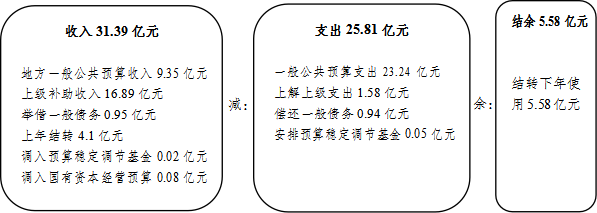 收入 31.39 亿元
地方一般公共预算收入 9.35 亿元
上级补助收入 16.89 亿元
举借一般债务 0.95 亿元
上年结转 4.1 亿元
调入预算稳定调节基金 0.02 亿元
调入国有资本经营预算 0.08 亿元
减：
支出 25.81 亿元
一般公共预算支出 23.24 亿元
上解上级支出 1.58 亿元
偿还一般债务 0.94 亿元
安排预算稳定调节基金 0.05 亿元
余：
结余 5.58 亿元
结转下年使
用 5.58 亿元